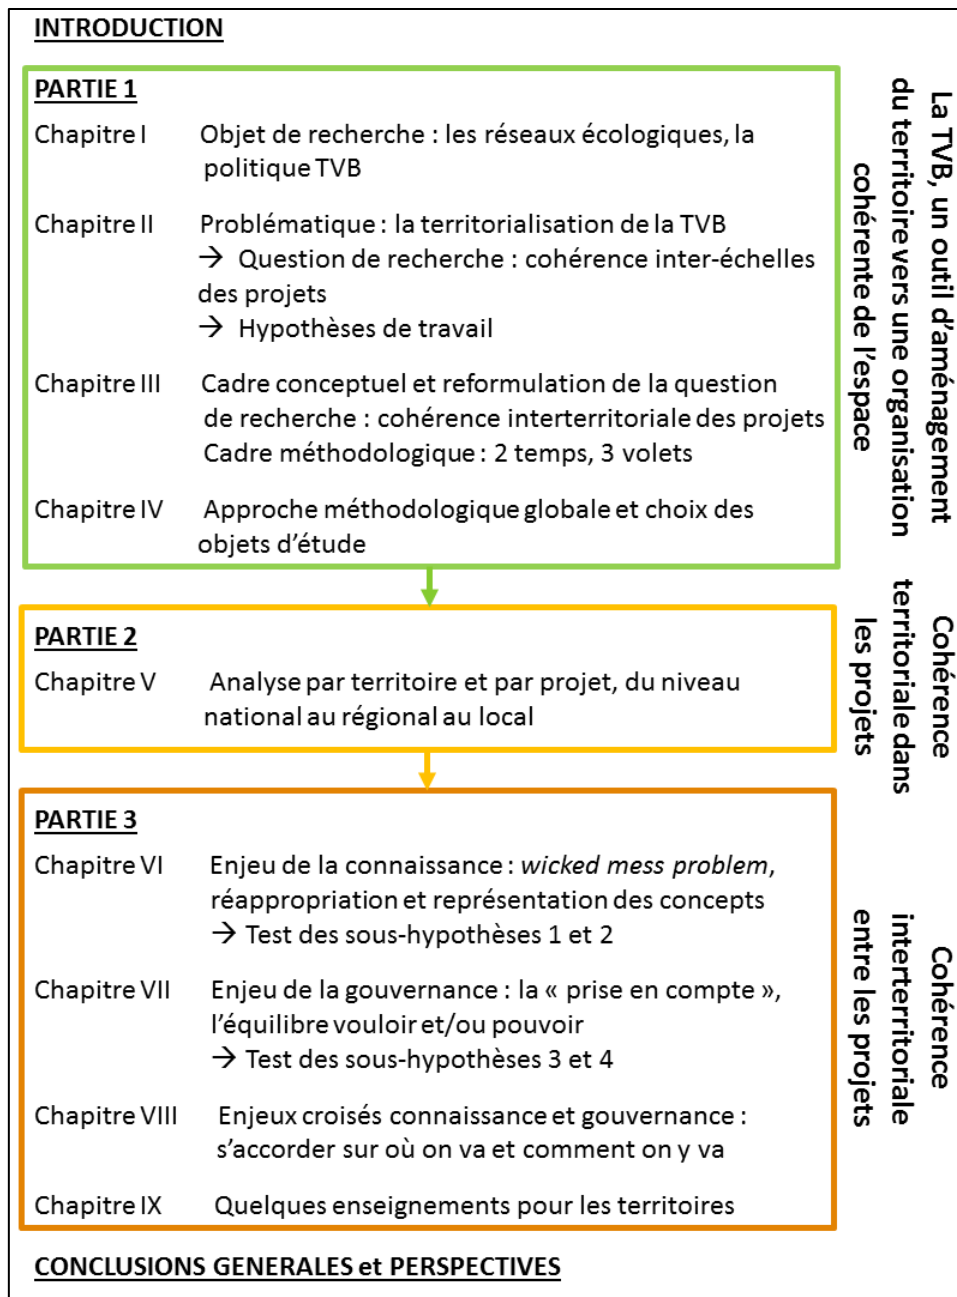 INTRODUCTION
PARTIE 1
Chapitre I Objet de recherche : les réseaux écologiques, la
politique TVB
Chapitre II Problématique : la territorialisation de la TVB
→ Question de recherche : cohérence inter-échelles
des projets
→ Hypothèses de travail
Chapitre III Cadre conceptuel et reformulation de la question
de recherche : cohérence interterritoriale des projets
Cadre méthodologique : 2 temps, 3 volets
Chapitre IV Approche méthodologique globale et choix des
objets d'étude
La TVB, un outil d'aménagement
du territoire vers une organisation
cohérente de l'espace
PARTIE 2
Chapitre V Analyse par territoire et par projet, du niveau
national au régional au local
Cohérence
territoriale dans
les projets
PARTIE 3
Chapitre VI Enjeu de la connaissance : wicked mess problem,
réappropriation et représentation des concepts
→ Test des sous-hypothèses 1 et 2
Chapitre VII Enjeu de la gouvernance : la « prise en compte »,
l'équilibre vouloir et/ou pouvoir
→ Test des sous-hypothèses 3 et 4
Chapitre VIII Enjeux croisés connaissance et gouvernance :
s'accorder sur où on va et comment on y va
Chapitre IX Quelques enseignements pour les territoires
Cohérence
interterritoriale
entre les projets
CONCLUSIONS GENERALES et PERSPECTIVES